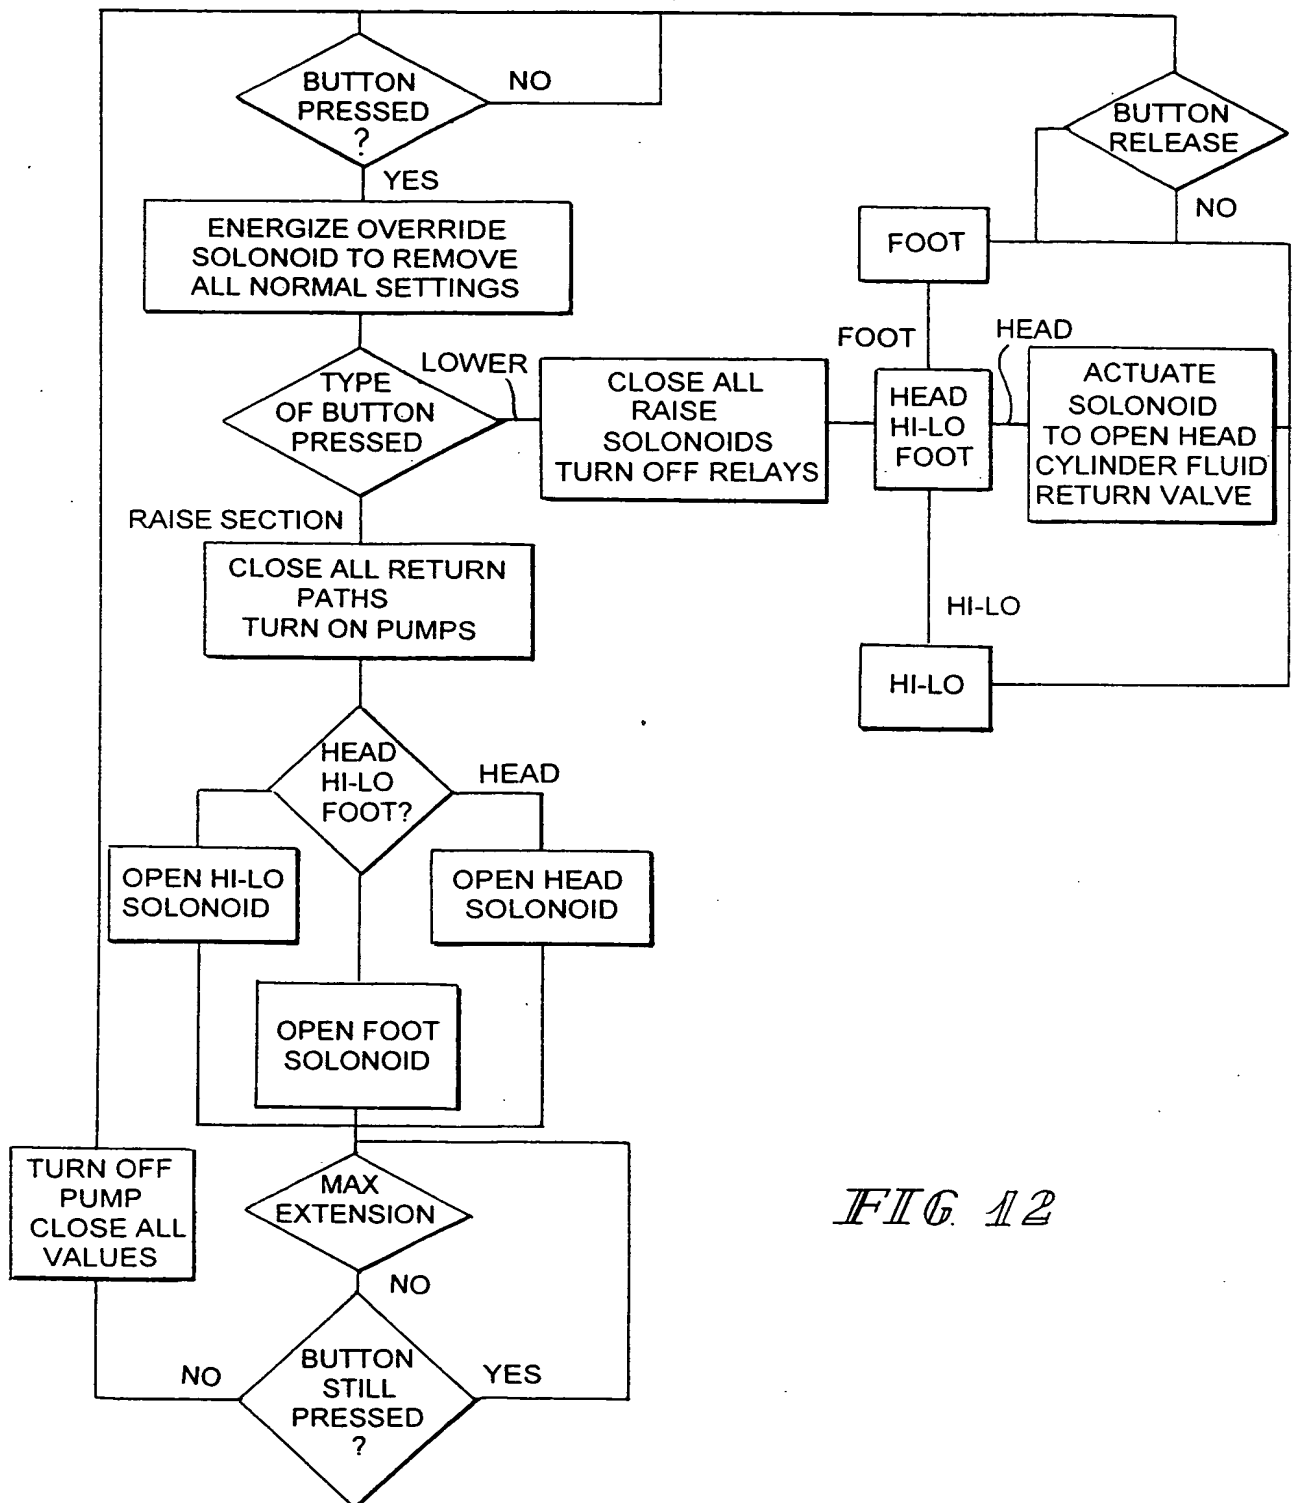 BUTTON
PRESSED
?
NO
YES
BUTTON
RELEASE
NO
ENERGIZE OVERRIDE
SOLONOID TO REMOVE
ALL NORMAL SETTINGS
FOOT
FOOT
HEAD
TYPE
OF BUTTON
PRESSED
LOWER
CLOSE ALL
RAISE
SOLONOIDS
TURN OFF RELAYS
HEAD
HI-LO
FOOT
ACTUATE
SOLONOID
TO OPEN HEAD
CYLINDER FLUID
RETURN VALVE
RAISE SECTION
CLOSE ALL RETURN
PATHS
TURN ON PUMPS
HI-LO
HI-LO
HEAD
HI-LO
FOOT?
HEAD
OPEN HI-LO
SOLONOID
OPEN HEAD
SOLONOID
OPEN FOOT
SOLONOID
TURN OFF
PUMP
CLOSE ALL
VALUES
MAX
EXTENSION
NO
BUTTON
STILL
PRESSED
?
NO
YES
FIG. 12